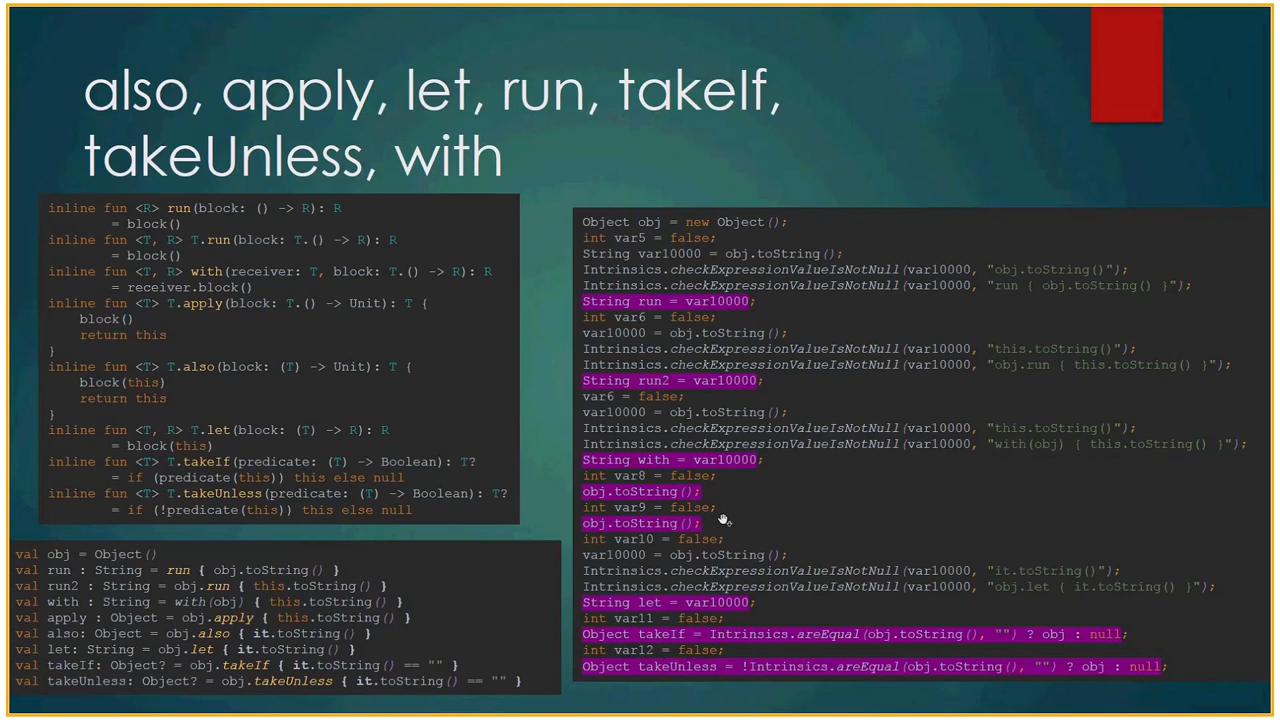 also, apply, let, run, takeIf,
takeUnless, with
inline fun <R> run(block: () -> R): R
= block()
inline fun <T, R> T.run(block: T.() -> R): R
= block()
inline fun <T, R> with(receiver: T, block: T.() -> R): R
= receiver.block()
inline fun <T> T.apply(block: T.() -> Unit): T {
block()
return this
}
inline fun <T> T.also(block: (T) -> Unit): T {
block(this)
return this
}
inline fun <T, R> T.let(block: (T) -> R): R
= block(this)
inline fun <T> T.takeIf(predicate: (T) -> Boolean): T?
= if (predicate(this)) this else null
inline fun <T> T.takeUnless(predicate: (T) -> Boolean): T?
= if (!predicate(this)) this else null
val obj = Object()
val run : String = run { obj.toString() }
val run2 : String = obj.run { this.toString() }
val with : String = with(obj) { this.toString() }
val apply : Object = obj.apply { this.toString() }
val also: Object = obj.also { it.toString() }
val let: String = obj.let { it.toString() }
val takeIf: Object? = obj.takeIf { it.toString() == "" }
val takeUnless: Object? = obj.takeUnless { it.toString() == "" }
Object obj = new Object();
int var5 = false;
String var10000 = obj.toString();
Intrinsics.checkExpressionValueIsNotNull(var10000, "obj.toString()");
Intrinsics.checkExpressionValueIsNotNull(var10000, "run { obj.toString() }");
String run = var10000;
int var6 = false;
var10000 = obj.toString();
Intrinsics.checkExpressionValueIsNotNull(var10000, "this.toString()");
Intrinsics.checkExpressionValueIsNotNull(var10000, "obj.run { this.toString() }");
String run2 = var10000;
var6 = false;
var10000 = obj.toString();
Intrinsics.checkExpressionValueIsNotNull(var10000, "this.toString()");
Intrinsics.checkExpressionValueIsNotNull(var10000, "with(obj) { this.toString() }");
String with = var10000;
int var8 = false;
obj.toString();
int var9 = false;
obj.toString();
int var10 = false;
var10000 = obj.toString();
Intrinsics.checkExpressionValueIsNotNull(var10000, "it.toString()");
Intrinsics.checkExpressionValueIsNotNull(var10000, "obj.let { it.toString() }");
String let = var10000;
int var11 = false;
Object takeIf = Intrinsics.areEqual(obj.toString(), "") ? obj : null;
int var12 = false;
Object takeUnless = !Intrinsics.areEqual(obj.toString(), "") ? obj : null;